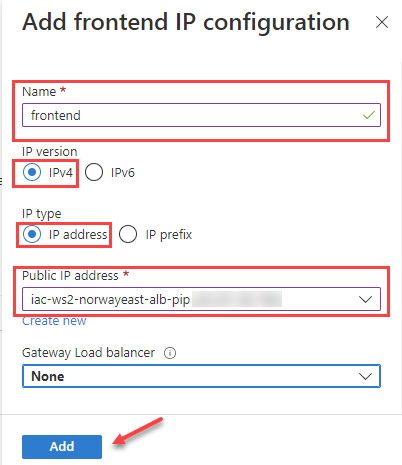 Add frontend IP configuration
Name *
frontend
IP version
IPv4 IPv6
IP type
IP address IP prefix
Public IP address *
iac-ws2-norwayeast-alb-pip
Create new
Gateway Load balancer
None
Add